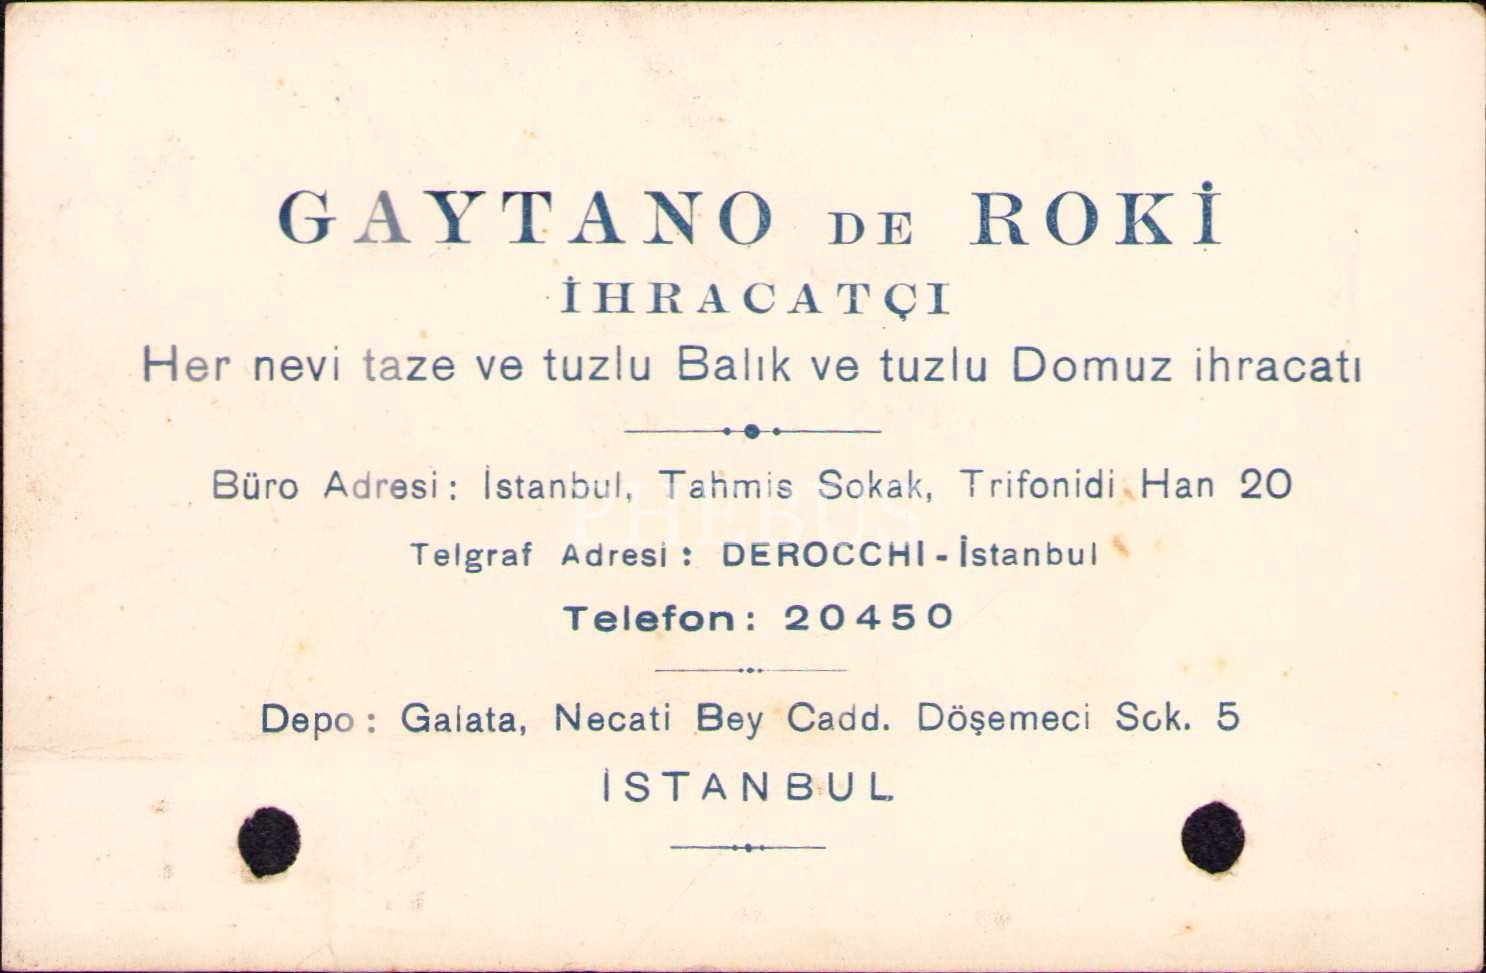 GAYTANO DE ROKİ
İHRACATÇI
Her nevi taze ve tuzlu Balık ve tuzlu Domuz ihracatı
Büro Adresi: İstanbul, Tahmis Sokak, Trifonidi Han 20
PHEBUS
Telgraf Adresi: DEROCCHI-İstanbul
Telefon: 20450
Depo: Galata, Necati Bey Cadd. Döşemeci Sok. 5
İSTANBUL